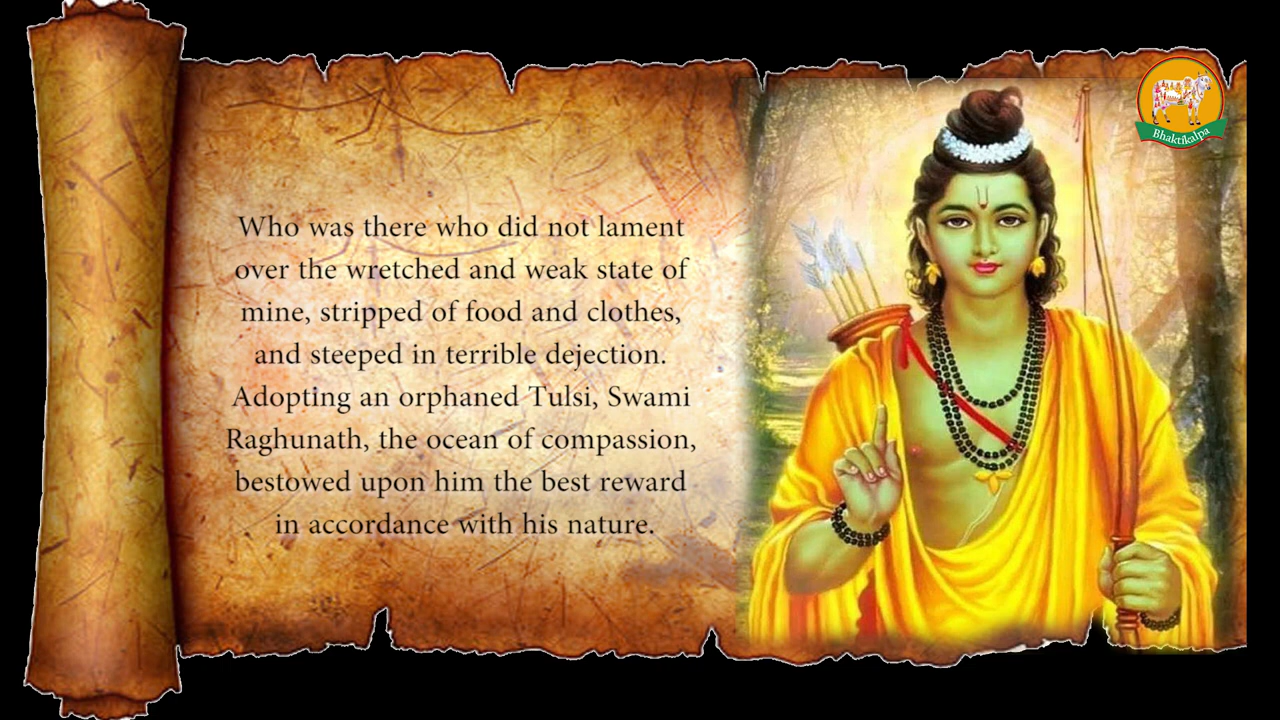 Who was there who did not lament
over the wretched and weak state of
mine, stripped of food and clothes,
and steeped in terrible dejection.
Adopting an orphaned Tulsi, Swami
Raghunath, the ocean of compassion,
bestowed upon him the best reward
in accordance with his nature.
Bhaktikalpa